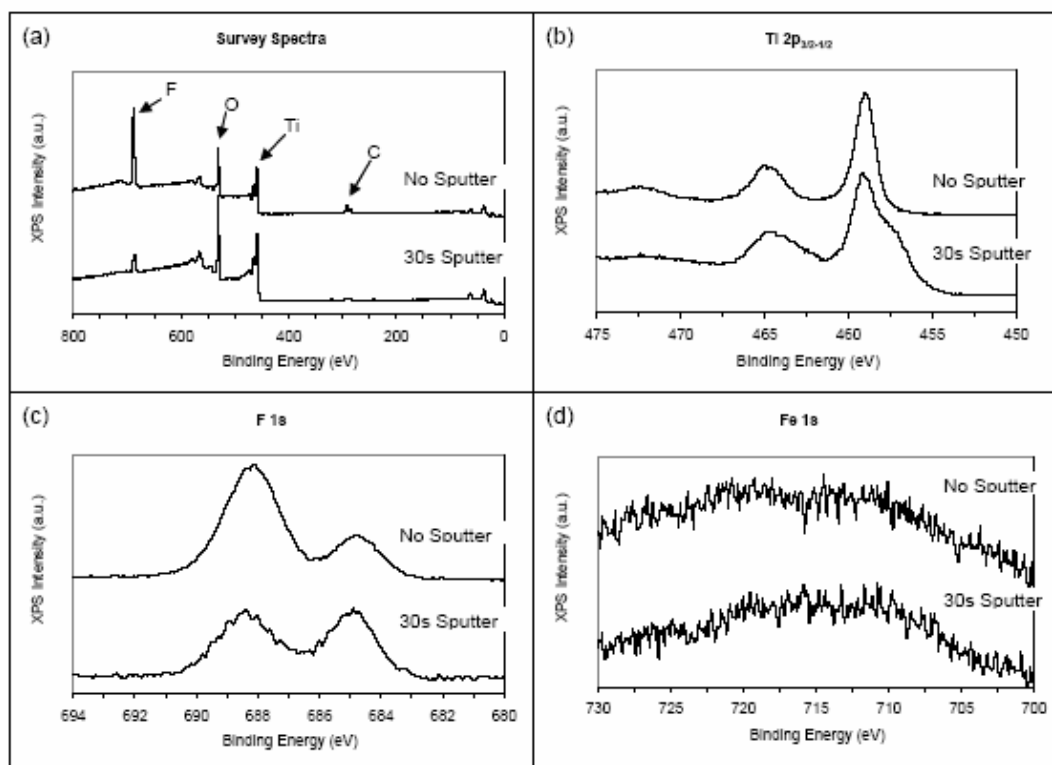 (a)
Survey Spectra
F
O
Ti
C
No Sputter
30s Sputter
XPS Intensity (a.u.)
800 600 400 200 0
Binding Energy (eV)
(b)
Ti 2p3/2-1/2
No Sputter
30s Sputter
XPS Intensity (a.u.)
475 470 465 460 455 450
Binding Energy (eV)
(c)
F 1s
No Soutter
30s Sputter
XPS Intensity (a.u.)
694 692 690 688 686 684 682 680
Binding Energy (eV)
(d)
Fe 1s
No Soutter
30s Sputter
XPS Intensity (a.u.)
730 725 720 715 710 705 700
Binding Energy (eV)